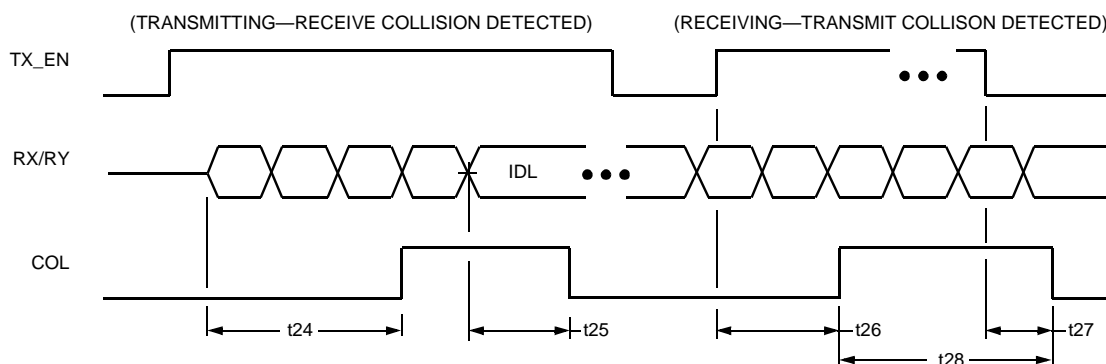 (TRANSMITTING—RECEIVE COLLISION DETECTED) (RECEIVING—TRANSMIT COLLISON DETECTED)
TX_EN
RX/RY IDL
COL
t24 t25 t26 t27
t28